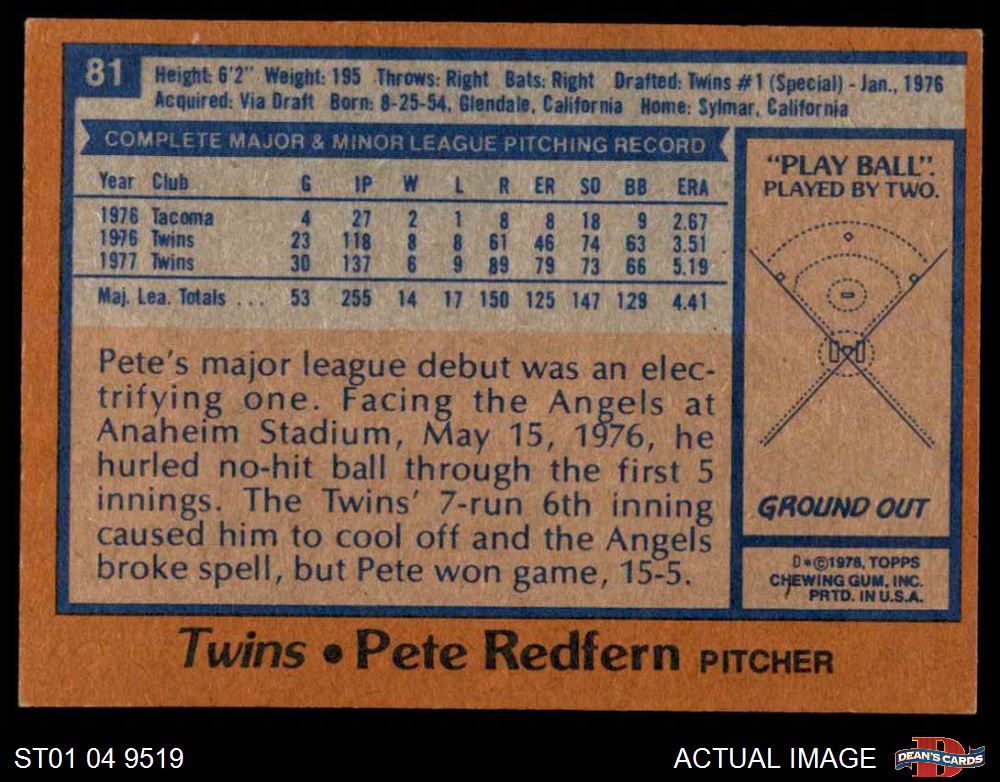 81
Height: 6'2" Weight: 195 Throws: Right Bats: Right Drafted: Twins #1 (Special) - Jan., 1976
Acquired: Via Draft Born: 8-25-54, Glendale, California Home: Sylmar, California
COMPLETE MAJOR & MINOR LEAGUE PITCHING RECORD
Year Club G IP W L R ER SO BB ERA
1976 Tacoma 4 27 2 1 8 8 18 9 2.67
1976 Twins 23 118 8 8 61 46 74 63 3.51
1977 Twins 30 137 6 9 89 79 73 66 5.19
Maj. Lea. Totals ... 53 255 14 17 150 125 147 129 4.41
Pete's major league debut was an elec-
trifying one. Facing the Angels at
Anaheim Stadium, May 15, 1976, he
hurled no-hit ball through the first 5
innings. The Twins' 7-run 6th inning
caused him to cool off and the Angels
broke spell, but Pete won game, 15-5.
"PLAY BALL".
PLAYED BY TWO.
GROUND OUT
D*©1978, TOPPS
CHEWING GUM, INC.
PRTD. IN U.S.A.
Twins • Pete Redfern PITCHER
ST01 04 9519
ACTUAL IMAGE
DEAN'S CARDS